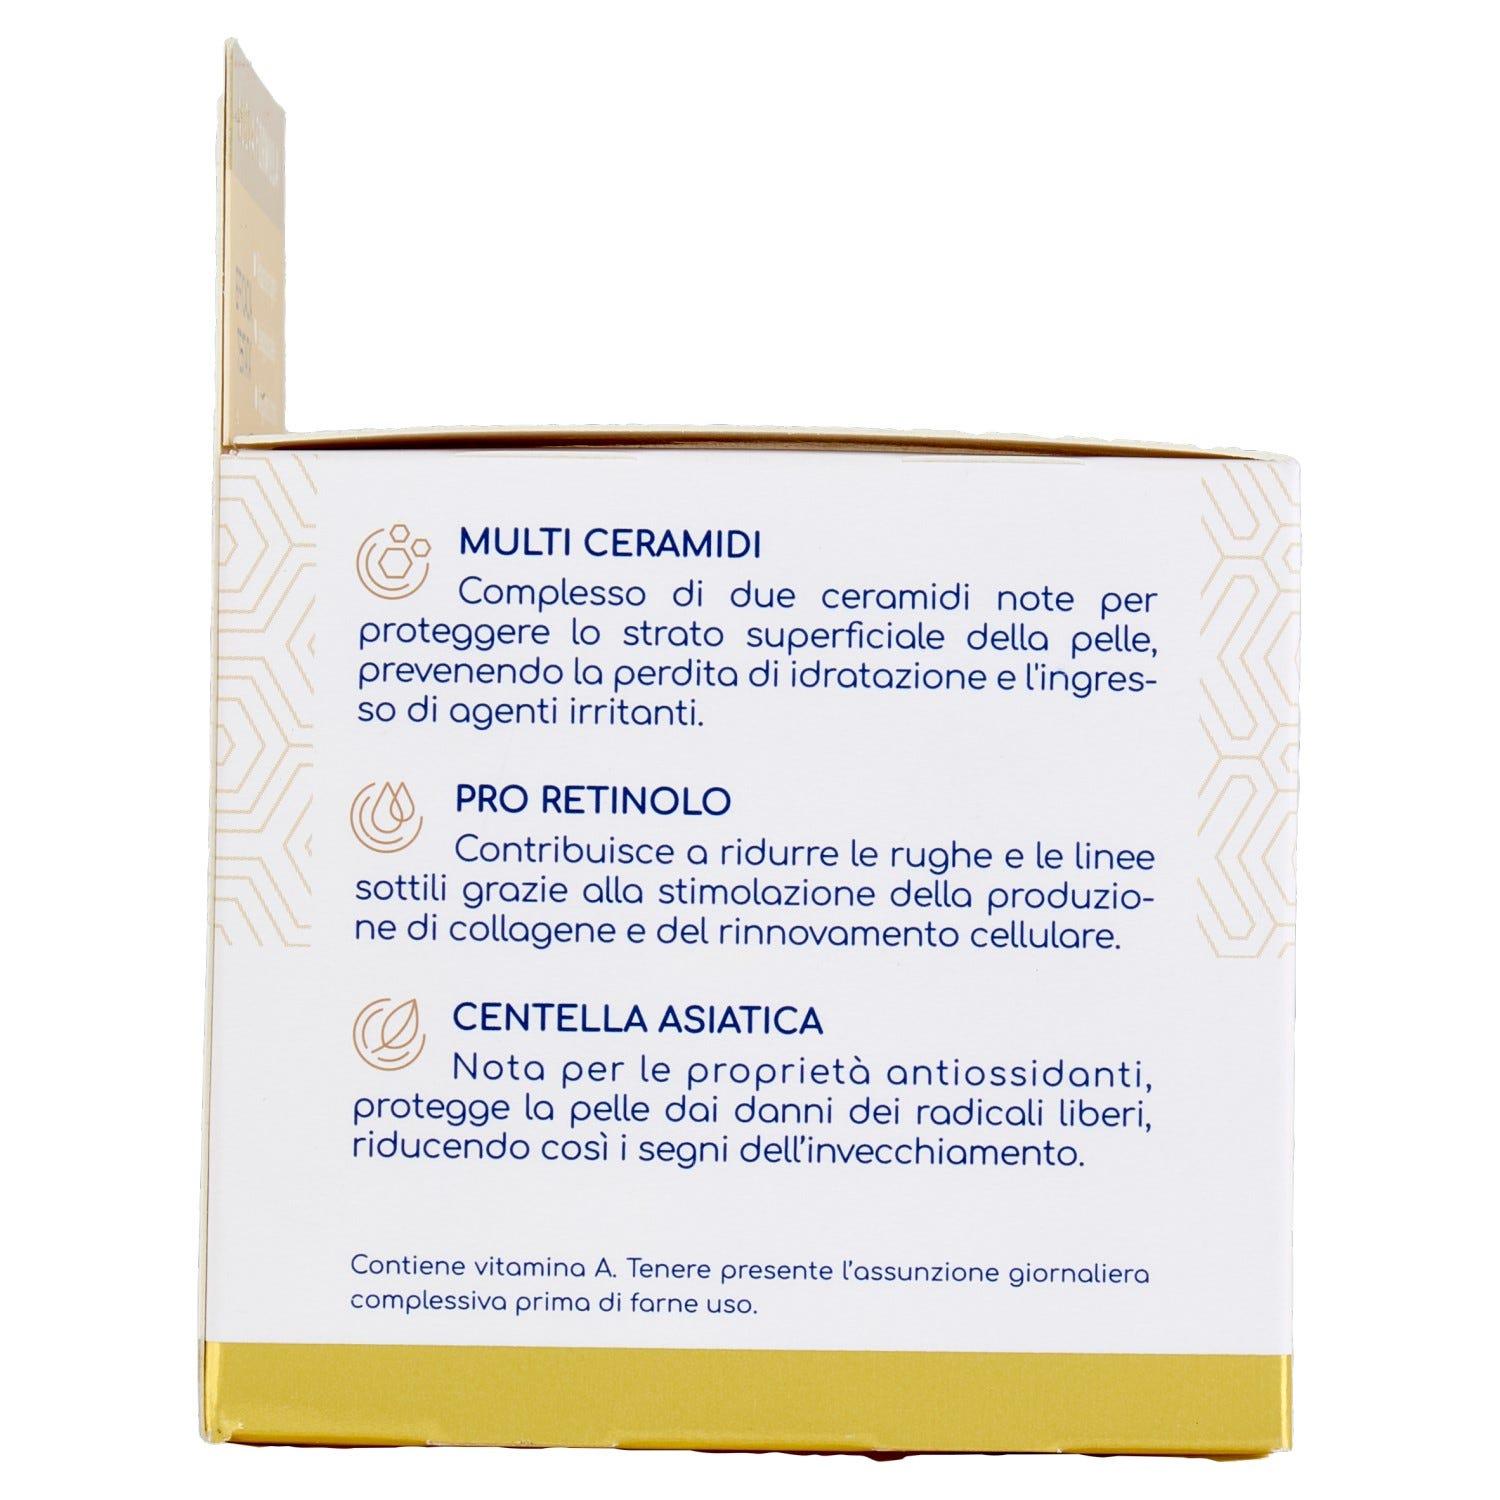 MULTI CERAMIDI
Complesso di due ceramidi note per
proteggere lo strato superficiale della pelle,
prevenendo la perdita di idratazione e l'ingres-
so di agenti irritanti.
PRO RETINOLO
Contribuisce a ridurre le rughe e le linee
sottili grazie alla stimolazione della produzio-
ne di collagene e del rinnovamento cellulare.
CENTELLA ASIATICA
Nota per le proprietà antiossidanti,
protegge la pelle dai danni dei radicali liberi,
riducendo così i segni dell'invecchiamento.
Contiene vitamina A. Tenere presente l'assunzione giornaliera
complessiva prima di farne uso.